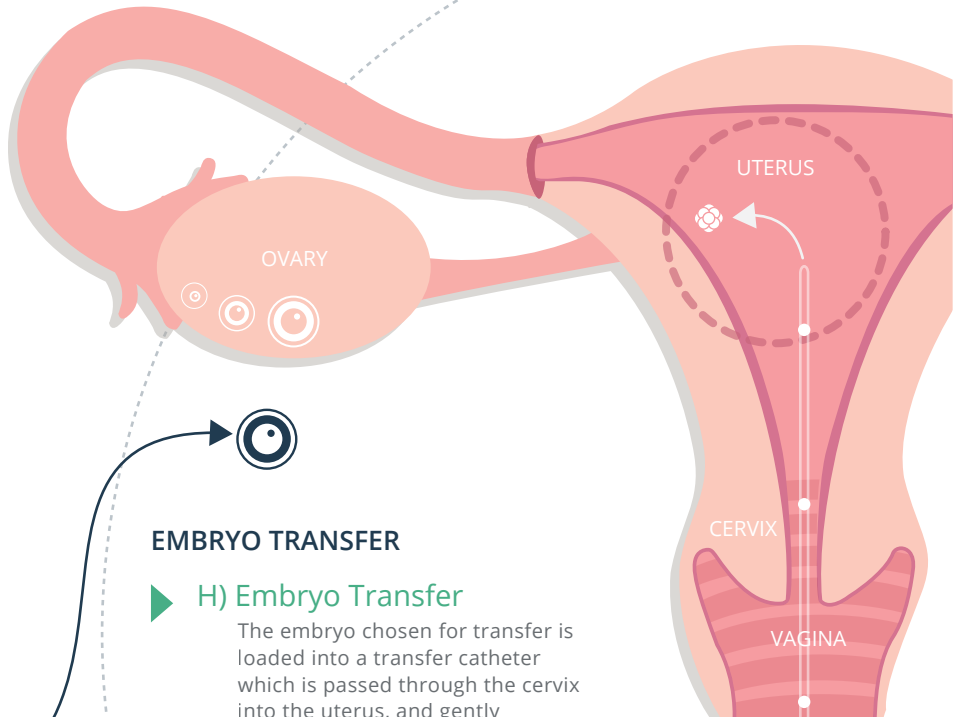 UTERUS
OVARY
CERVIX
EMBRYO TRANSFER
H) Embryo Transfer
The embryo chosen for transfer is
loaded into a transfer catheter
which is passed through the cervix
into the uterus, and gently
VAGINA